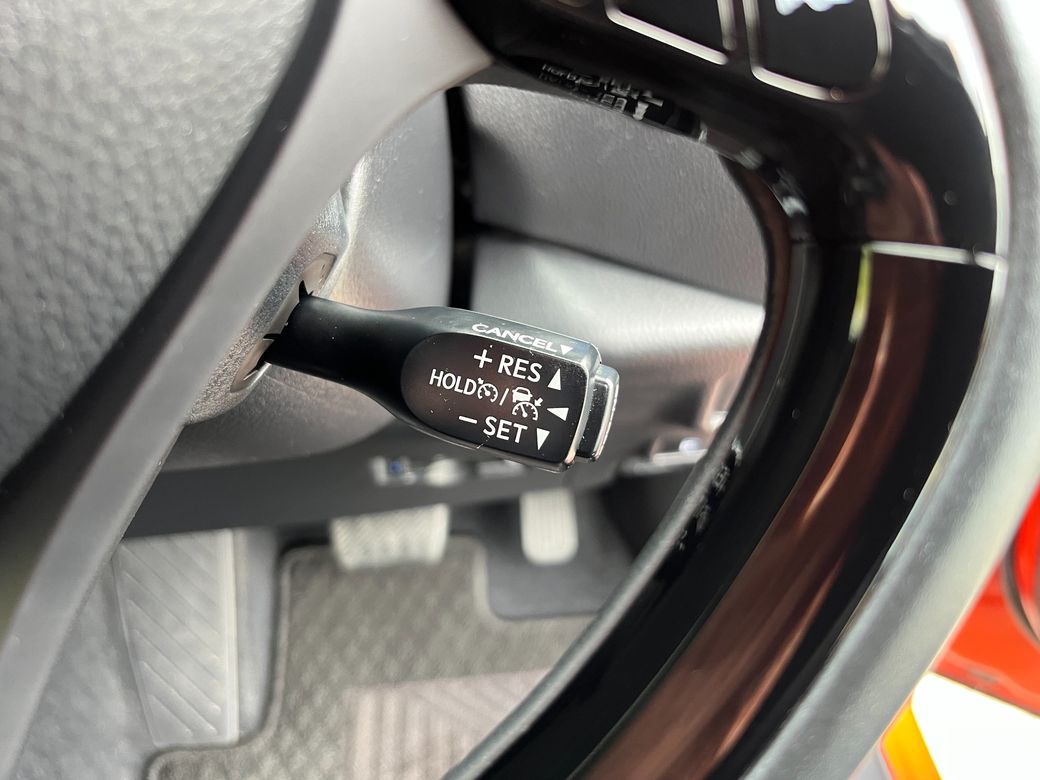 CANCEL▼
+ RES ▲
HOLD /
− SET ▼